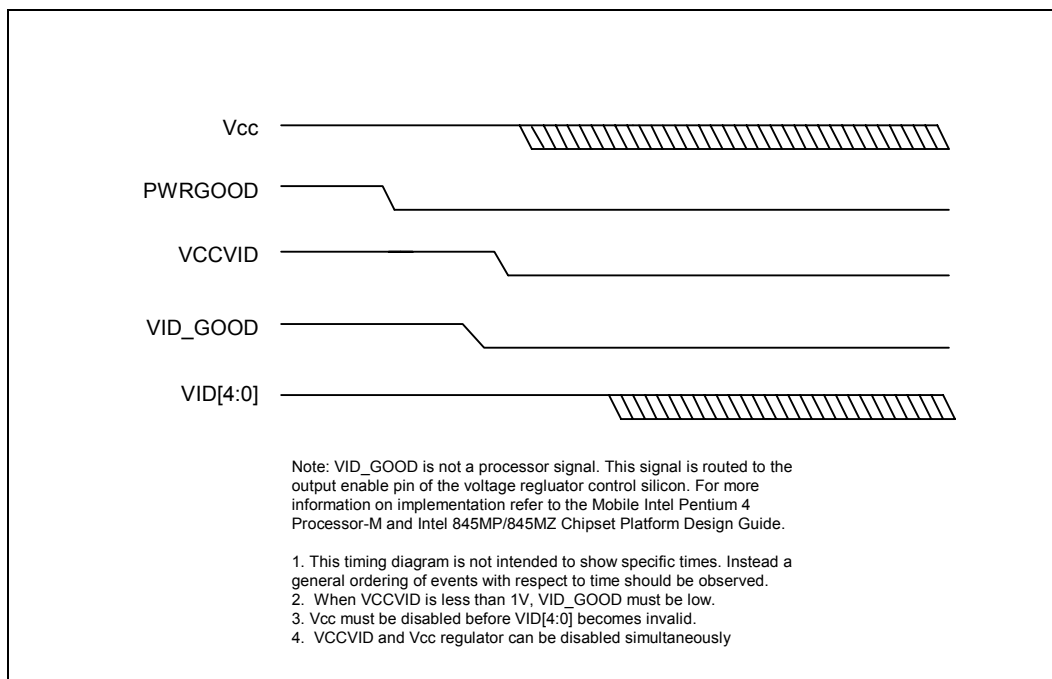 Vcc
PWRGOOD
VCCVID
VID_GOOD
VID[4:0]
Note: VID_GOOD is not a processor signal. This signal is routed to the
output enable pin of the voltage regluator control silicon. For more
information on implementation refer to the Mobile Intel Pentium 4
Processor-M and Intel 845MP/845MZ Chipset Platform Design Guide.
1. This timing diagram is not intended to show specific times. Instead a
general ordering of events with respect to time should be observed.
2. When VCCVID is less than 1V, VID_GOOD must be low.
3. Vcc must be disabled before VID[4:0] becomes invalid.
4. VCCVID and Vcc regulator can be disabled simultaneously